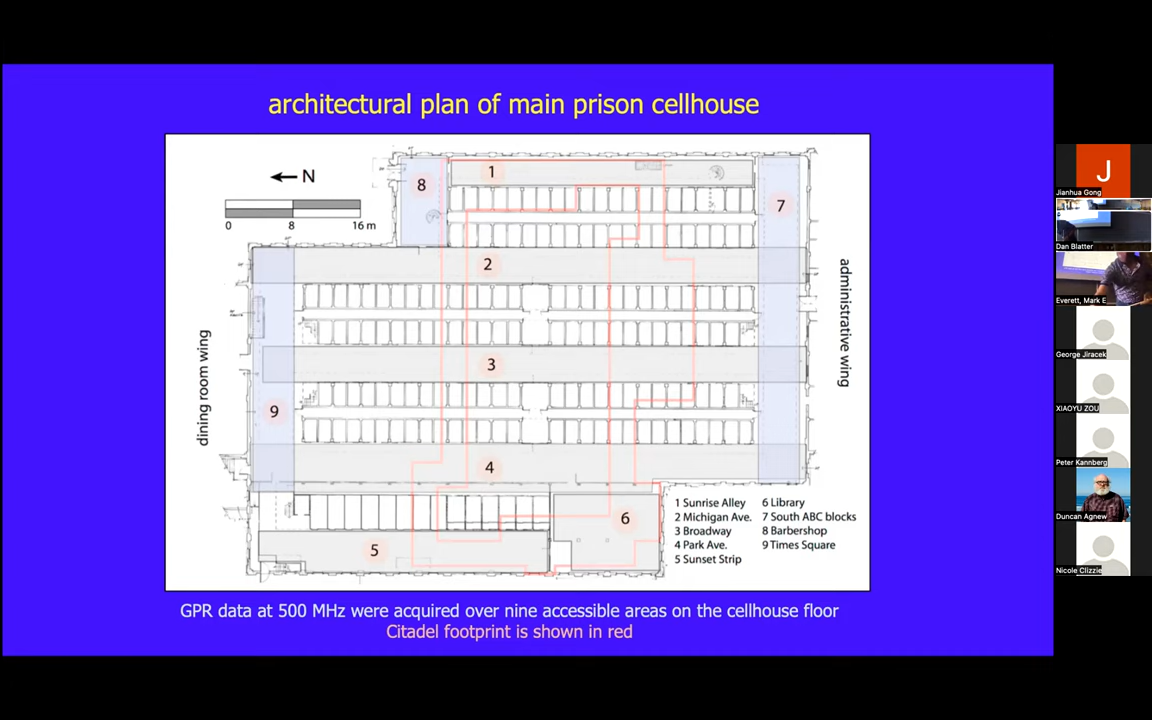 architectural plan of main prison cellhouse
N
0 8 16 m
1
2
3
4
5
6
7
8
9
dining room wing
administrative wing
1 Sunrise Alley
2 Michigan Ave.
3 Broadway
4 Park Ave.
5 Sunset Strip
6 Library
7 South ABC blocks
8 Barbershop
9 Times Square
GPR data at 500 MHz were acquired over nine accessible areas on the cellhouse floor
Citadel footprint is shown in red
J
Jianhua Gong
Dan Blatter
Everett, Mark E
George Jiracek
XIAOYU ZOU
Peter Kannberg
Duncan Agnew
Nicole Clizzie